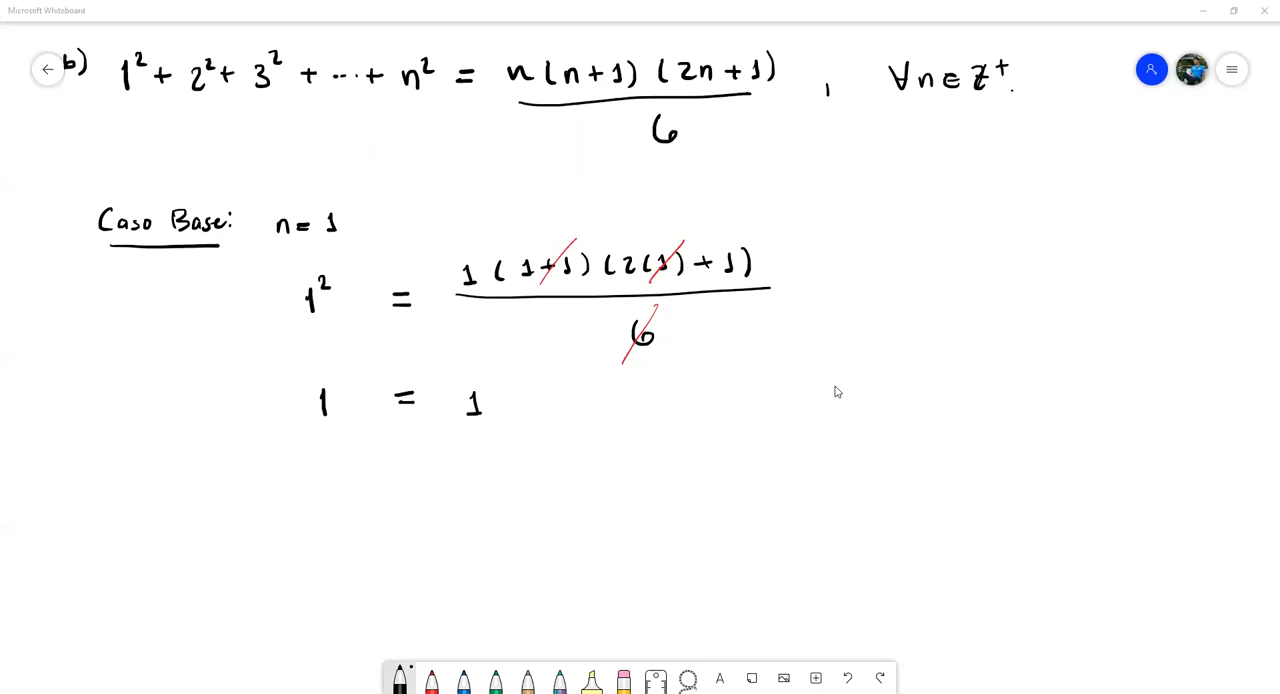 Microsoft Whiteboard
b) 1² + 2² + 3² + ... + n² = n(n+1)(2n+1) / 6 , ∀n ∈ ℤ⁺.
Caso Base: n = 1
1² = 1(1+1)(2(1)+1) / 6
1 = 1
A